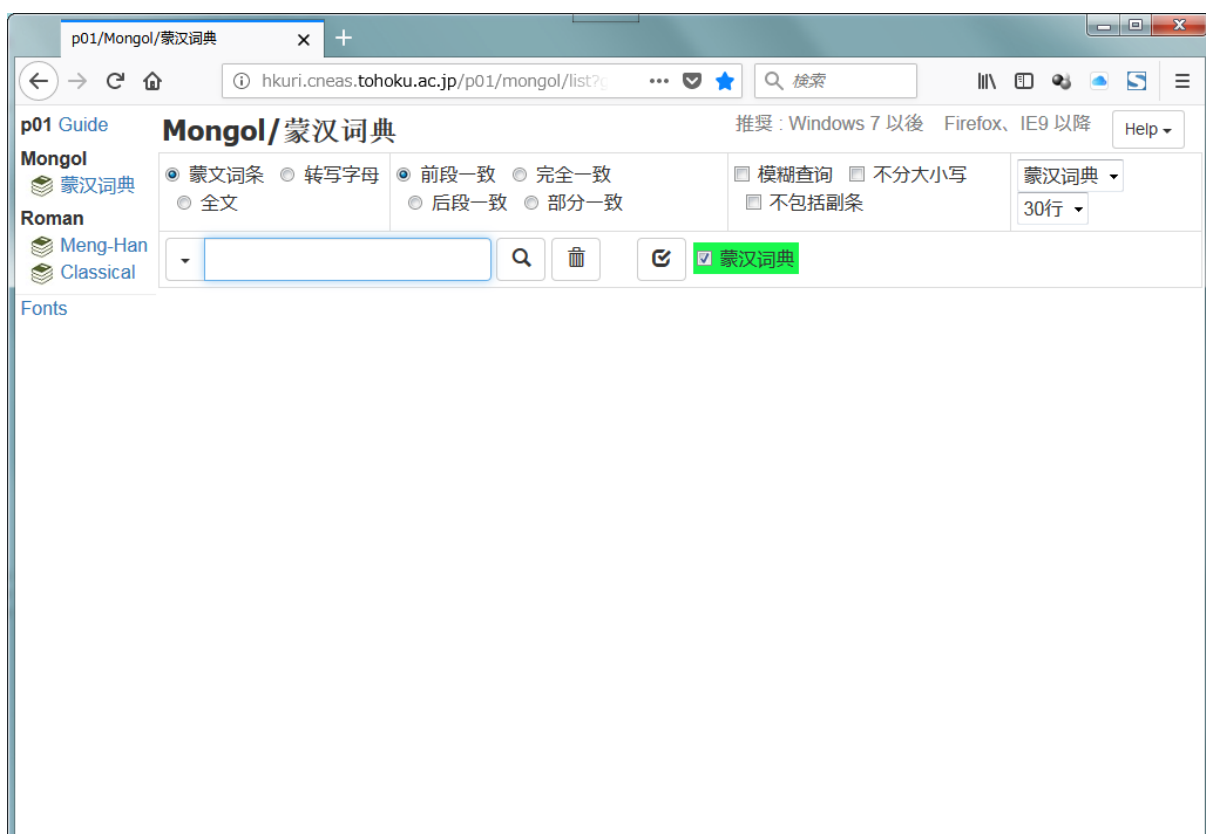 p01/Mongol/蒙汉词典
hkuri.cneas.tohoku.ac.jp/p01/mongol/list?
検索
p01 Guide
Mongol
蒙汉词典
Roman
Meng-Han
Classical
Fonts
Mongol/蒙汉词典
推奨 : Windows 7 以後 Firefox、IE9 以降
Help
蒙文词条 转写字母
全文
前段一致 完全一致
后段一致 部分一致
模糊查询 不分大小写
不包括副条
蒙汉词典
30行
蒙汉词典